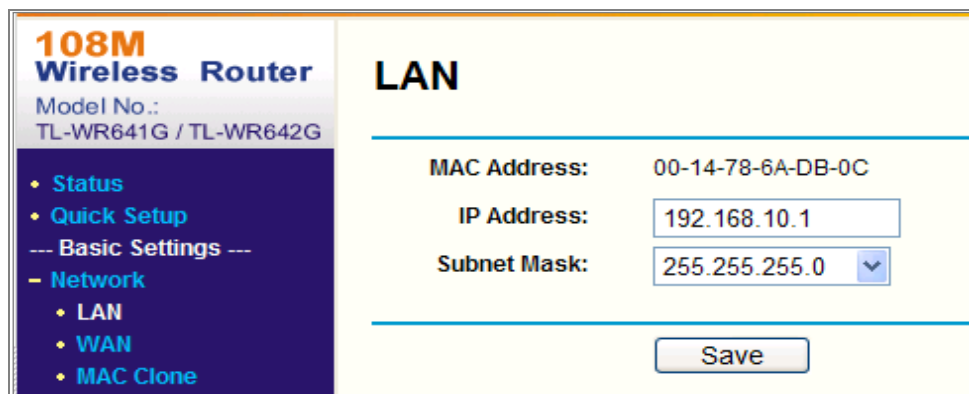 108M
Wireless Router
Model No.:
TL-WR641G / TL-WR642G
• Status
• Quick Setup
--- Basic Settings ---
– Network
• LAN
• WAN
• MAC Clone
LAN
MAC Address: 00-14-78-6A-DB-0C
IP Address: 192.168.10.1
Subnet Mask: 255.255.255.0
Save